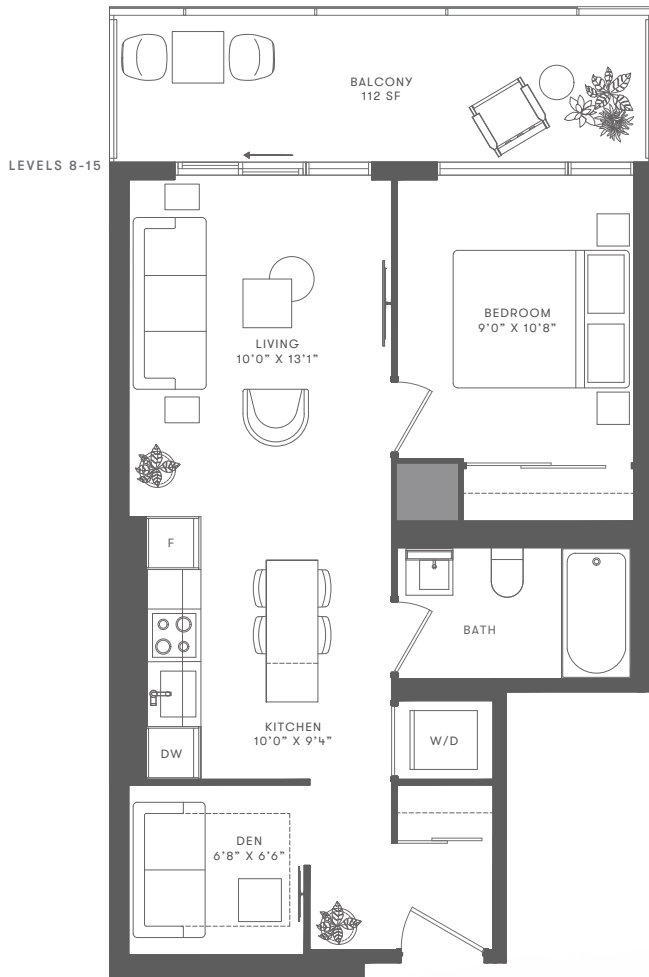 BALCONY
112 SF
LEVELS 8-15
BEDROOM
9'0" X 10'8"
LIVING
10'0" X 13'1"
F
BATH
KITCHEN
10'0" X 9'4"
W/D
DW
DEN
6'8" X 6'6"